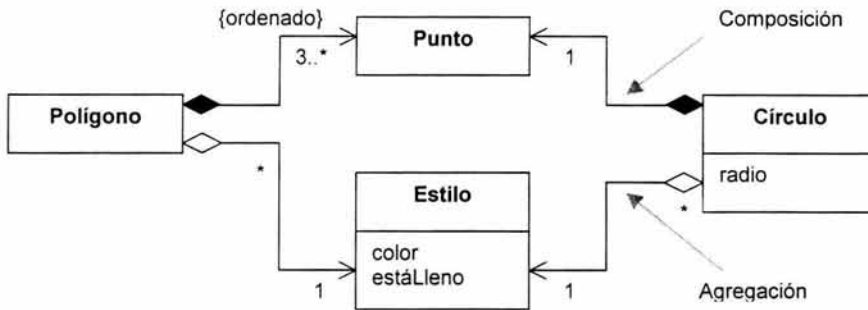 {ordenado}
Composición
Punto
3..*
1
Polígono
Círculo
*
radio
Estilo
*
color
estáLleno
1
1
Agregación